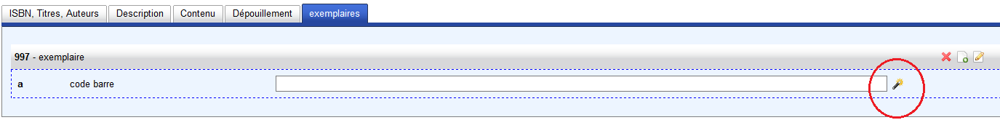 ISBN, Titres, Auteurs Description Contenu Dépouillement exemplaires
997 - exemplaire
a code barre